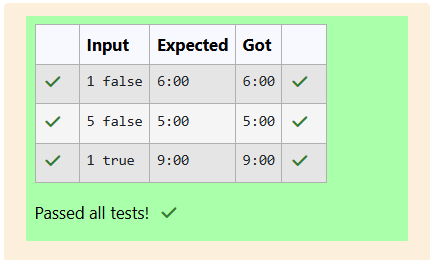 Input Expected Got
1 false 6:00 6:00
5 false 5:00 5:00
1 true 9:00 9:00
Passed all tests!